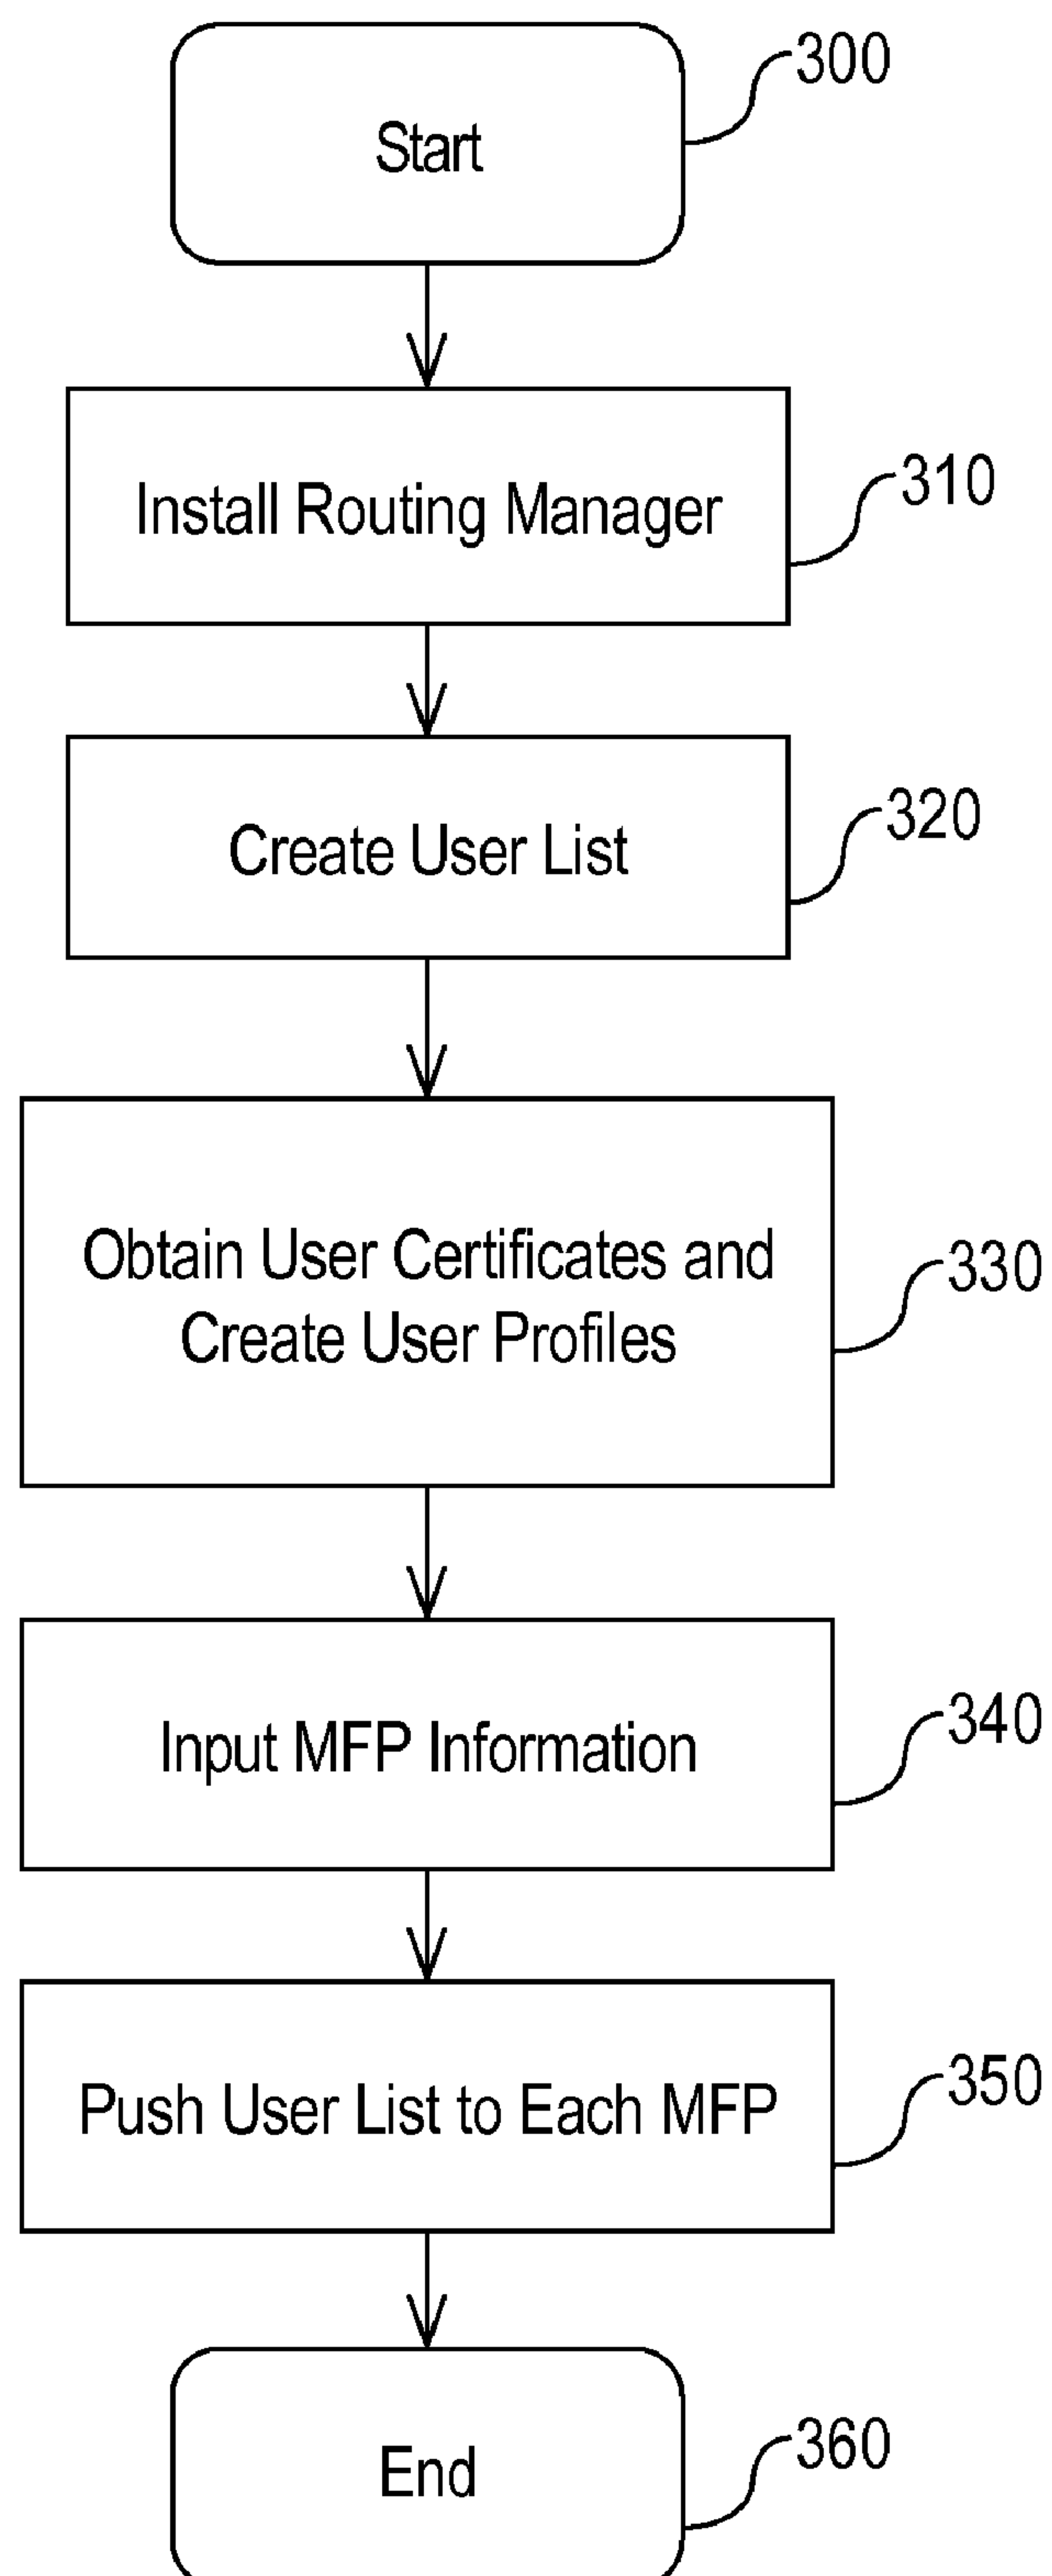 Start
300
Install Routing Manager
310
Create User List
320
Obtain User Certificates and
Create User Profiles
330
Input MFP Information
340
Push User List to Each MFP
350
End
360